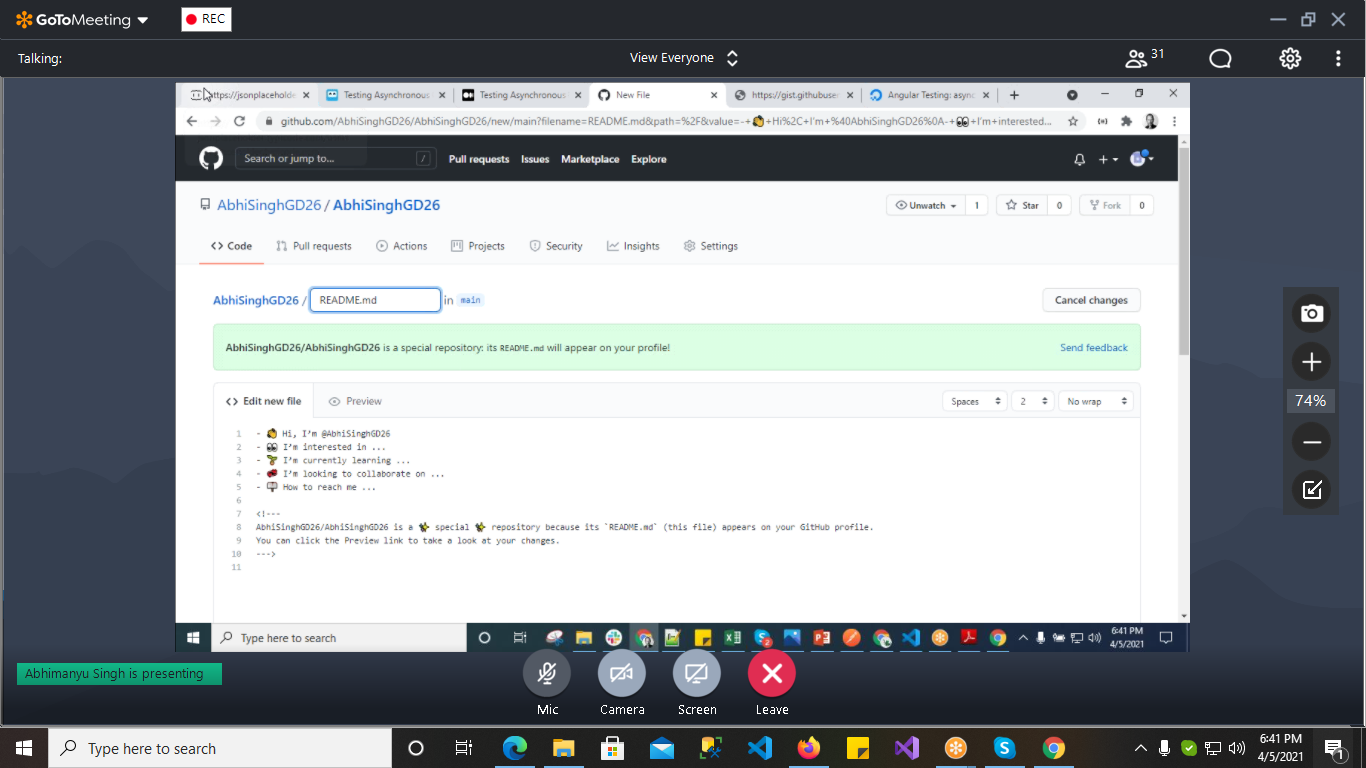 GoToMeeting
REC
Talking:
View Everyone
31
https://jsonplaceholde
Testing Asynchronous
Testing Asynchronous
New File
https://gist.githubuser
Angular Testing: async
github.com/AbhiSinghGD26/AbhiSinghGD26/new/main?filename=README.md&path=%2F&value=-+👋+Hi%2C+I'm+%40AbhiSinghGD26%0A-+👀+I'm+interested...
Search or jump to...
/
Pull requests
Issues
Marketplace
Explore
AbhiSinghGD26 / AbhiSinghGD26
Unwatch 1
Star 0
Fork 0
Code
Pull requests
Actions
Projects
Security
Insights
Settings
AbhiSinghGD26 / README.md in main
Cancel changes
AbhiSinghGD26/AbhiSinghGD26 is a special repository: its README.md will appear on your profile!
Send feedback
<> Edit new file
Preview
Spaces
2
No wrap
1 - 👋 Hi, I'm @AbhiSinghGD26
2 - 👀 I'm interested in ...
3 - 🌱 I'm currently learning ...
4 - 💞️ I'm looking to collaborate on ...
5 - 📫 How to reach me ...
6
7 <!---
8 AbhiSinghGD26/AbhiSinghGD26 is a ✨ special ✨ repository because its `README.md` (this file) appears on your GitHub profile.
9 You can click the Preview link to take a look at your changes.
10 --->
11
74%
Type here to search
6:41 PM
4/5/2021
Abhimanyu Singh is presenting
Mic
Camera
Screen
Leave
Type here to search
6:41 PM
4/5/2021
1